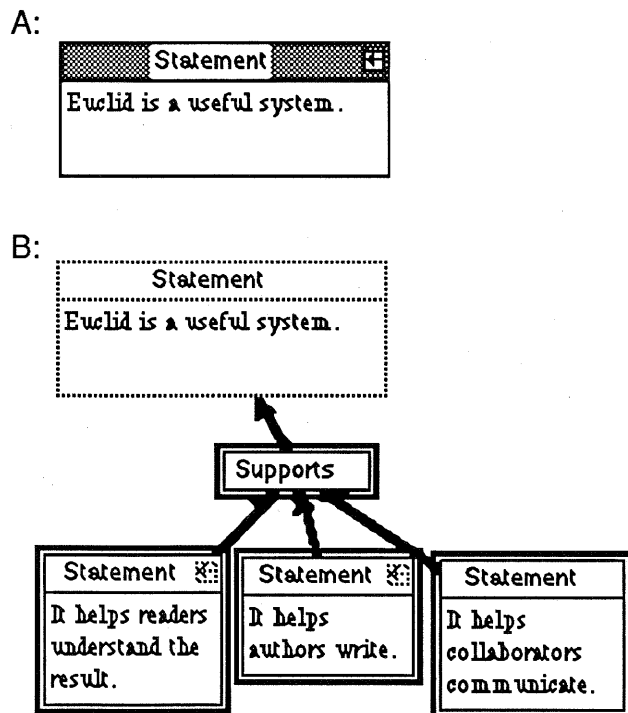 A:
Statement
Euclid is a useful system.
B:
Statement
Euclid is a useful system.
Supports
Statement
It helps readers
understand the
result.
Statement
It helps
authors write.
Statement
It helps
collaborators
communicate.